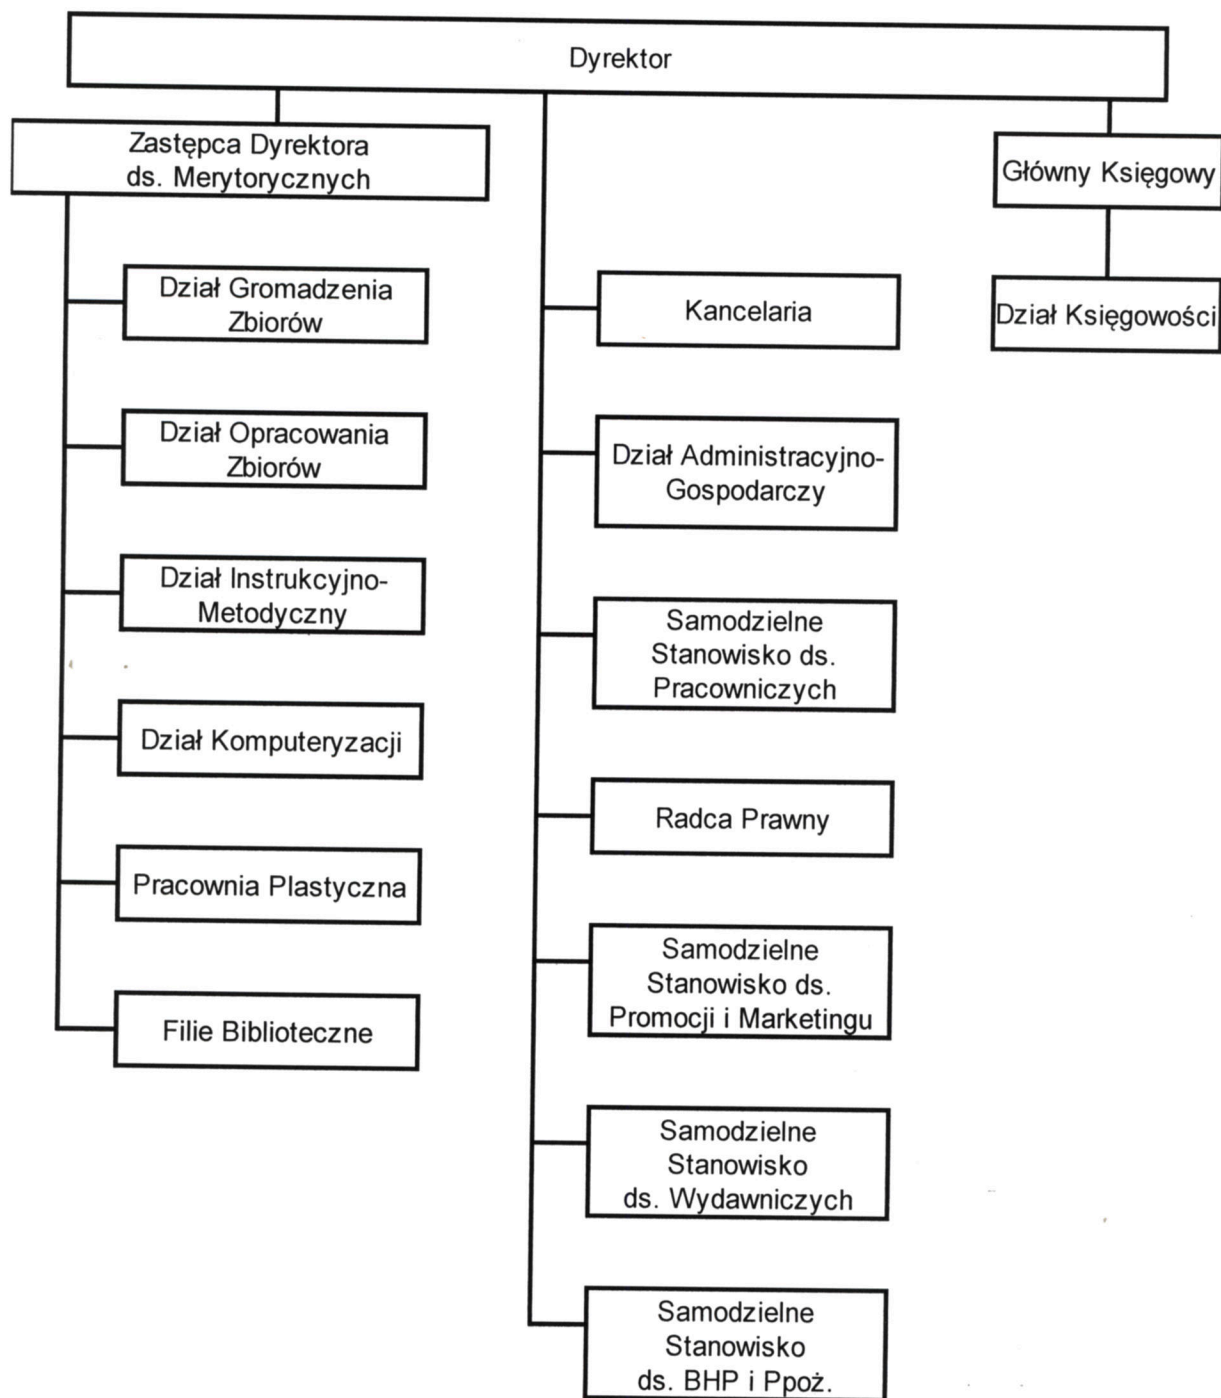 Dyrektor
Zastępca Dyrektora
ds. Merytorycznych
Główny Księgowy
Dział Gromadzenia
Zbiorów
Dział Opracowania
Zbiorów
Dział Instrukcyjno-
Metodyczny
Dział Komputeryzacji
Pracownia Plastyczna
Filie Biblioteczne
Kancelaria
Dział Administracyjno-
Gospodarczy
Samodzielne
Stanowisko ds.
Pracowniczych
Radca Prawny
Samodzielne
Stanowisko ds.
Promocji i Marketingu
Samodzielne
Stanowisko
ds. Wydawniczych
Samodzielne
Stanowisko
ds. BHP i Ppoż.
Dział Księgowości